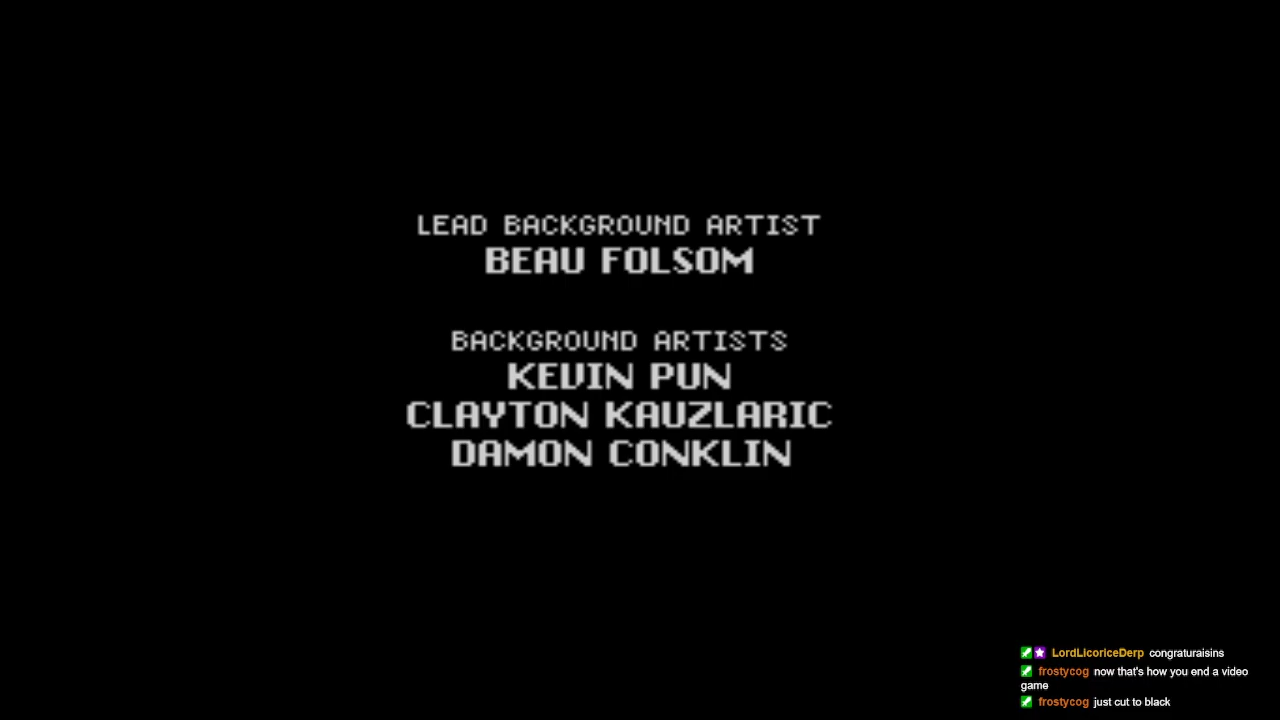 LEAD BACKGROUND ARTIST
BEAU FOLSOM
BACKGROUND ARTISTS
KEVIN PUN
CLAYTON KAUZLARIC
DAMON CONKLIN
LordLicoriceDerp congraturaisins
frostycog now that's how you end a video
game
frostycog just cut to black